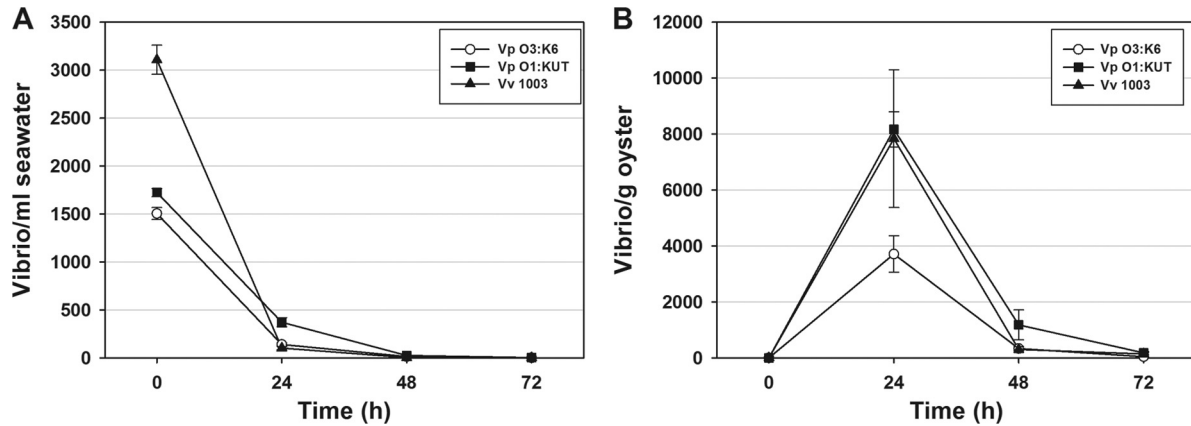 A
3500
3000
2500
2000
1500
1000
500
0
Vibrio/ml seawater
Vp O3:K6
Vp O1:KUT
Vv 1003
0 24 48 72
Time (h)
B
12000
10000
8000
6000
4000
2000
0
Vibrio/g oyster
Vp O3:K6
Vp O1:KUT
Vv 1003
0 24 48 72
Time (h)